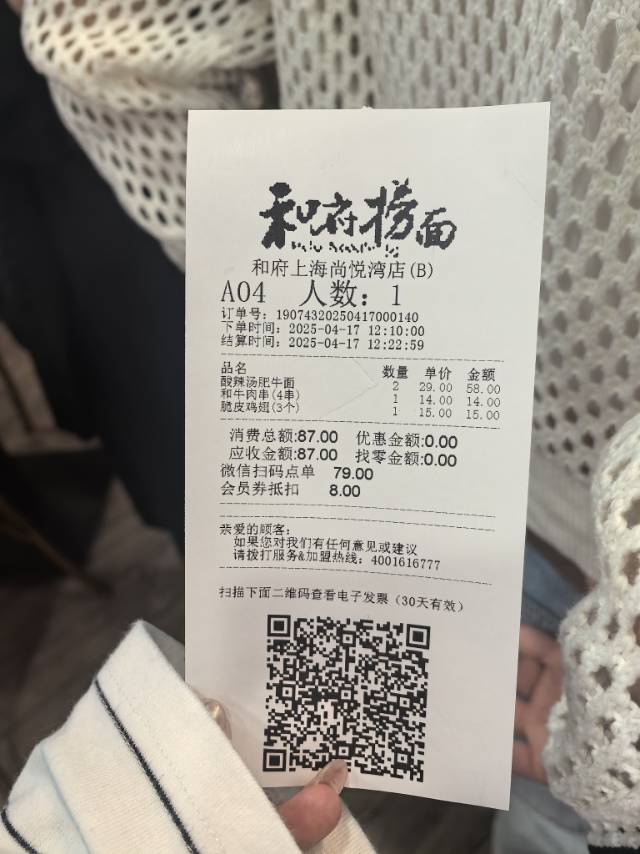 和府捞面
和府上海尚悦湾店(B)
A04 人数：1
订单号：19074320250417000140
下单时间：2025-04-17 12:10:00
结算时间：2025-04-17 12:22:59
品名 数量 单价 金额
酸辣汤肥牛面 2 29.00 58.00
和牛肉串(4串) 1 14.00 14.00
脆皮鸡翅(3个) 1 15.00 15.00
消费总额:87.00 优惠金额:0.00
应收金额:87.00 找零金额:0.00
微信扫码点单 79.00
会员券抵扣 8.00
亲爱的顾客：
如果您对我们有任何意见或建议
请拨打服务&加盟热线：4001616777
扫描下面二维码查看电子发票（30天有效）